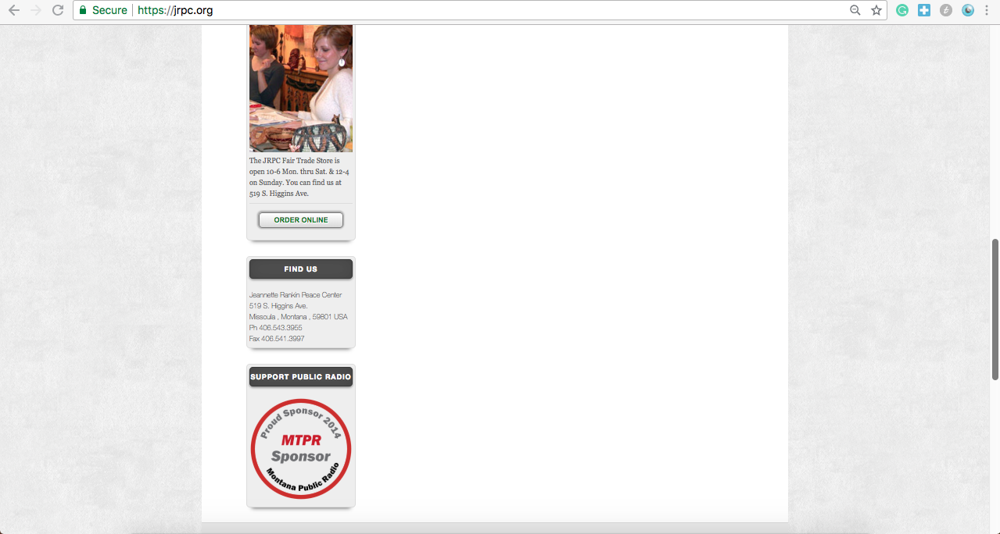 Secure | https://jrpc.org
The JRPC Fair Trade Store is
open 10-6 Mon. thru Sat. & 12-4
on Sunday. You can find us at
519 S. Higgins Ave.
ORDER ONLINE
FIND US
Jeannette Rankin Peace Center
519 S. Higgins Ave.
Missoula , Montana , 59801 USA
Ph 406.543.3955
Fax 406.541.3997
SUPPORT PUBLIC RADIO
Proud Sponsor 2014
MTPR
Sponsor
Montana Public Radio